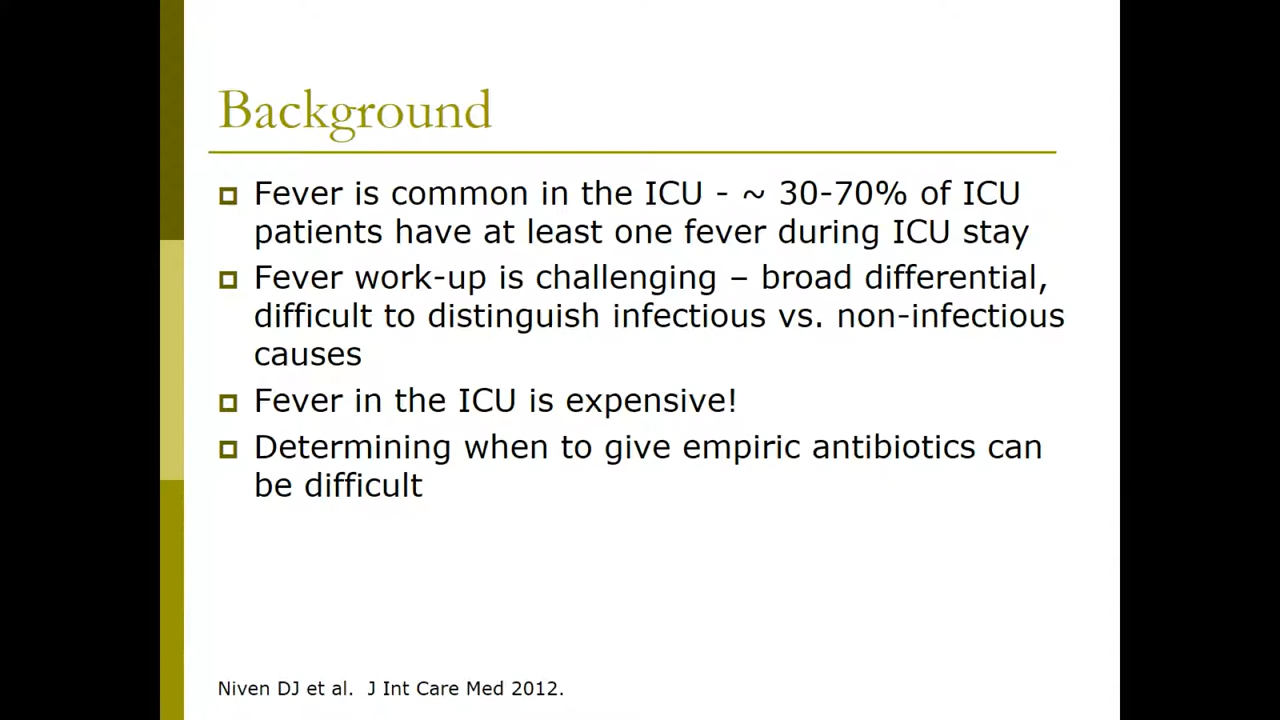 Background
Fever is common in the ICU - ~ 30-70% of ICU
patients have at least one fever during ICU stay
Fever work-up is challenging – broad differential,
difficult to distinguish infectious vs. non-infectious
causes
Fever in the ICU is expensive!
Determining when to give empiric antibiotics can
be difficult
Niven DJ et al.  J Int Care Med 2012.